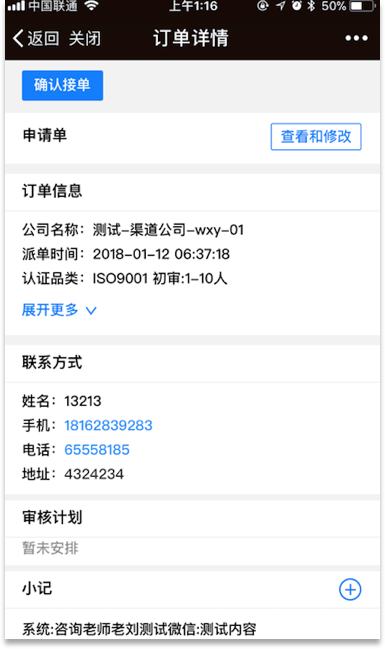 中国联通 上午1:16 50%
返回 关闭 订单详情
确认接单
申请单 查看和修改
订单信息
公司名称：测试-渠道公司-wxy-01
派单时间：2018-01-12 06:37:18
认证品类：ISO9001 初审:1-10人
展开更多
联系方式
姓名：13213
手机：18162839283
电话：65558185
地址：4324234
审核计划
暂未安排
小记
系统:咨询老师老刘测试微信:测试内容